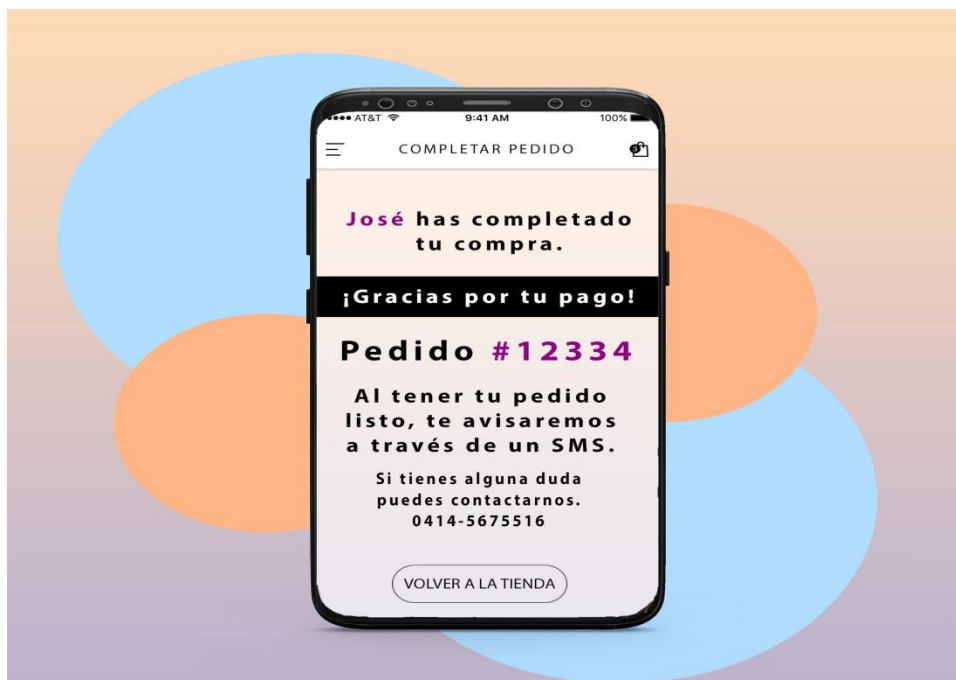 AT&T 9:41 AM 100%
COMPLETAR PEDIDO 3
José has completado
tu compra.
¡Gracias por tu pago!
Pedido #12334
Al tener tu pedido
listo, te avisaremos
a través de un SMS.
Si tienes alguna duda
puedes contactarnos.
0414-5675516
VOLVER A LA TIENDA